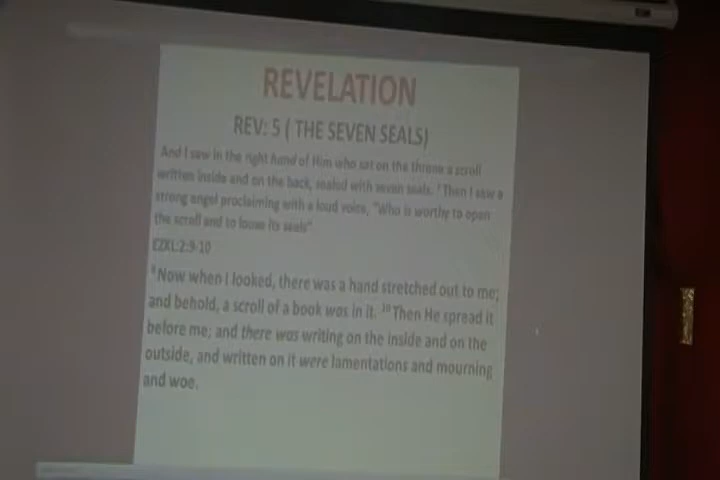 REVELATION
REV: 5 ( THE SEVEN SEALS)
And I saw in the right hand of Him who sat on the throne a scroll
written inside and on the back, sealed with seven seals. ² Then I saw a
strong angel proclaiming with a loud voice, "Who is worthy to open
the scroll and to loose its seals"
EZKL:2:9-10
⁹ Now when I looked, there was a hand stretched out to me;
and behold, a scroll of a book was in it. ¹⁰ Then He spread it
before me; and there was writing on the inside and on the
outside, and written on it were lamentations and mourning
and woe.